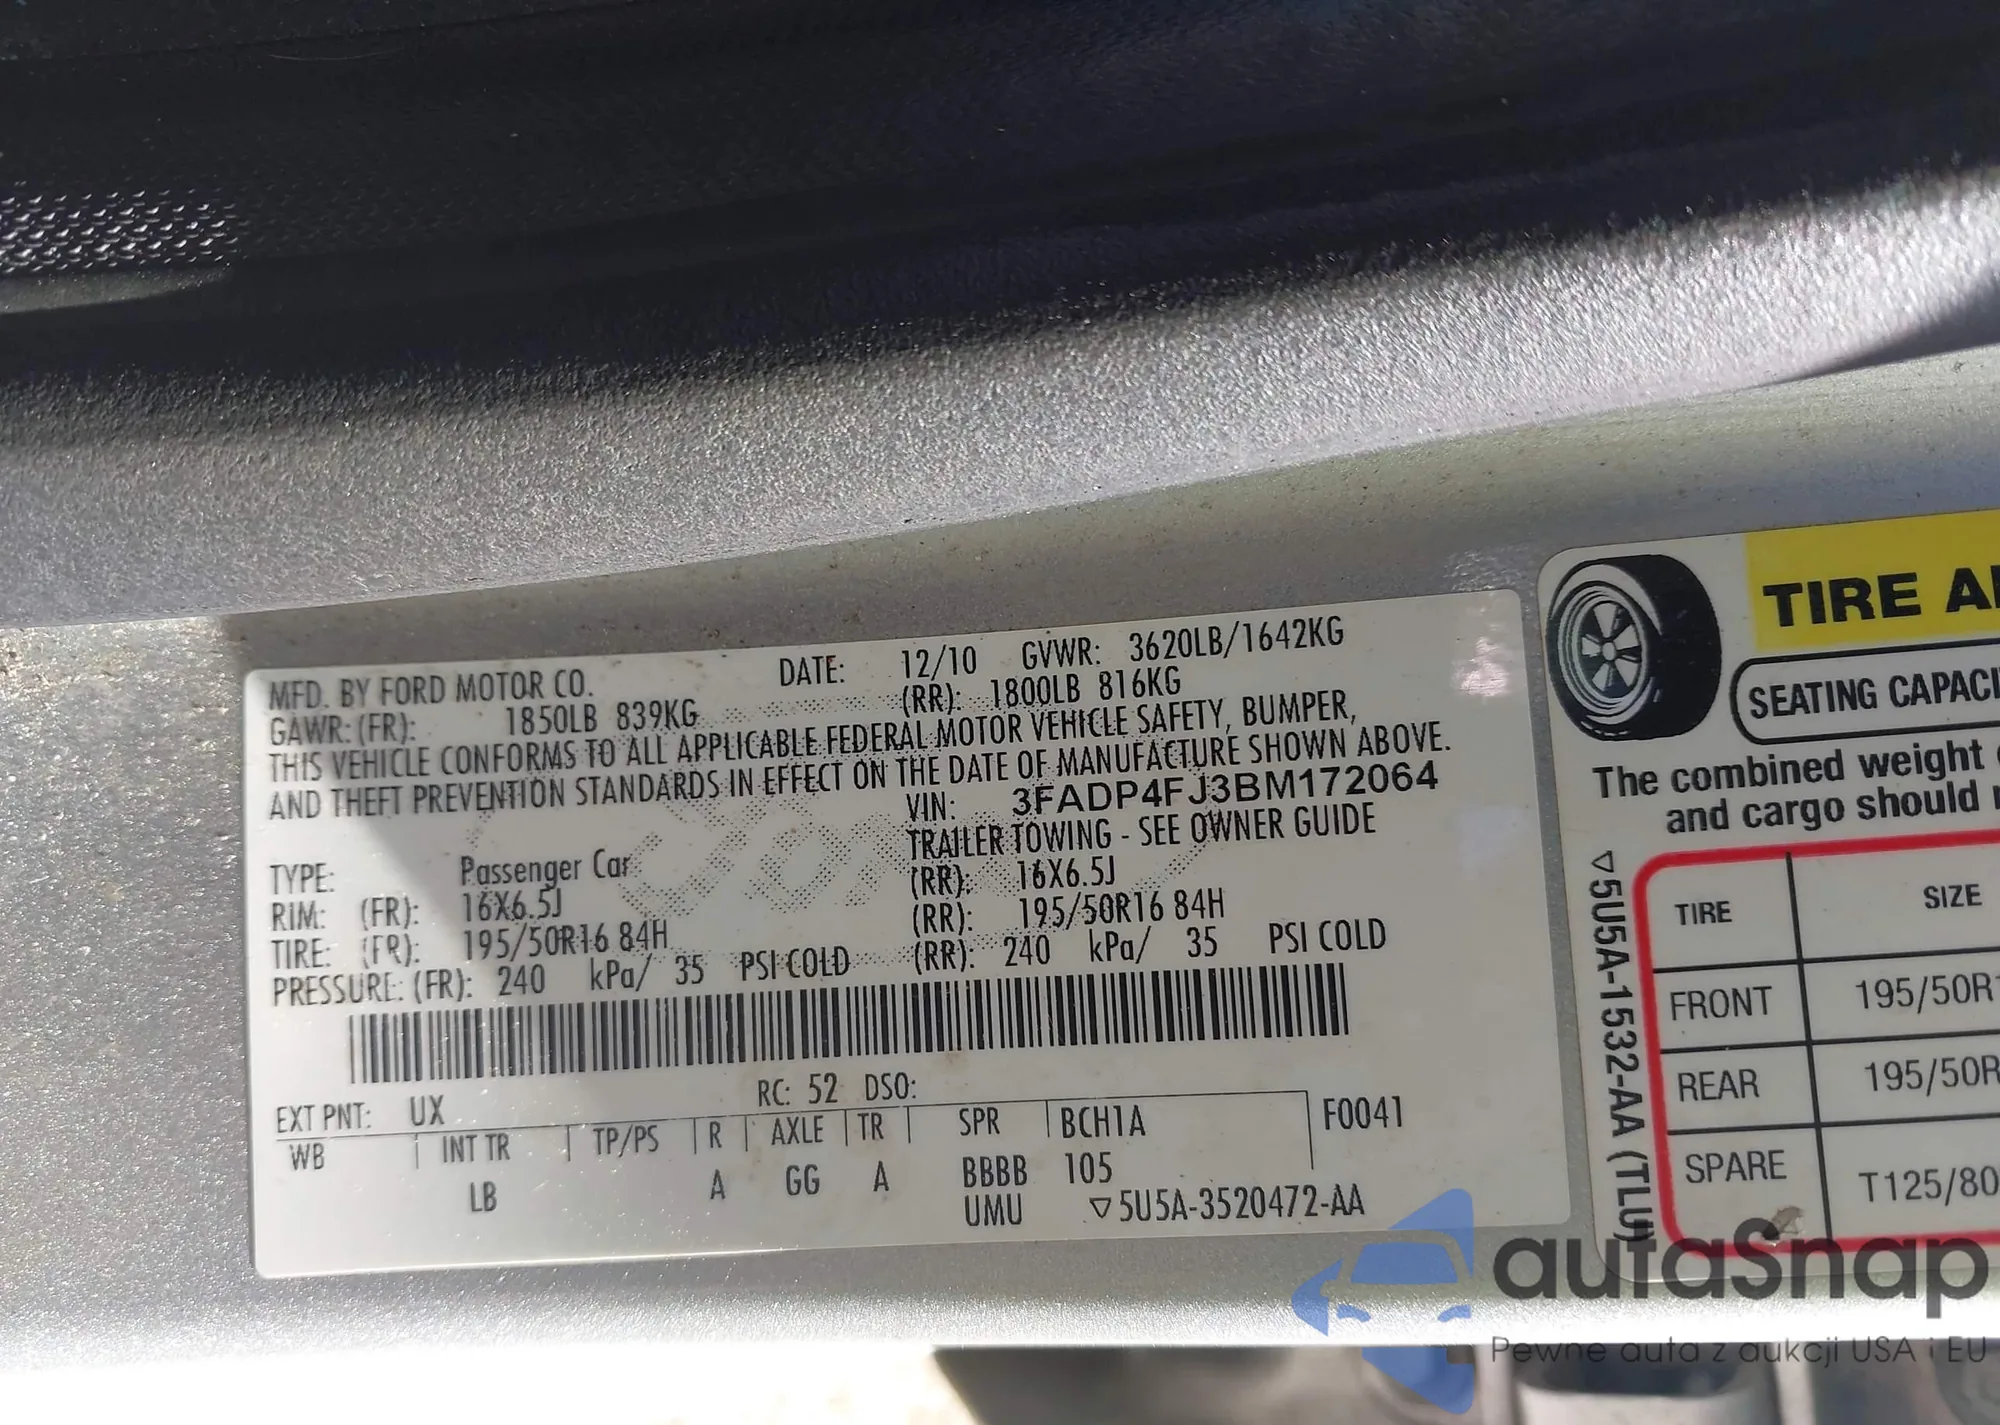 MFD. BY FORD MOTOR CO. DATE: 12/10 GVWR: 3620LB/1642KG
GAWR: (FR): 1850LB 839KG (RR): 1800LB 816KG
THIS VEHICLE CONFORMS TO ALL APPLICABLE FEDERAL MOTOR VEHICLE SAFETY, BUMPER,
AND THEFT PREVENTION STANDARDS IN EFFECT ON THE DATE OF MANUFACTURE SHOWN ABOVE.
VIN: 3FADP4FJ3BM172064
TRAILER TOWING - SEE OWNER GUIDE
TYPE: Passenger Car
RIM: (FR): 16X6.5J (RR): 16X6.5J
TIRE: (FR): 195/50R16 84H (RR): 195/50R16 84H
PRESSURE: (FR): 240 kPa/ 35 PSI COLD (RR): 240 kPa/ 35 PSI COLD
Ford
EXT PNT: UX RC: 52 DSO:
WB INT TR TP/PS R AXLE TR SPR BCH1A F0041
LB A GG A BBBB 105
UMU ▽5U5A-3520472-AA
TIRE
SEATING CAPACI
The combined weight
and cargo should
▽5U5A-1532-AA (TLU)
TIRE SIZE
FRONT 195/50R1
REAR 195/50R
SPARE T125/80
autaSnap
Pewne auta z aukcji USA i EU